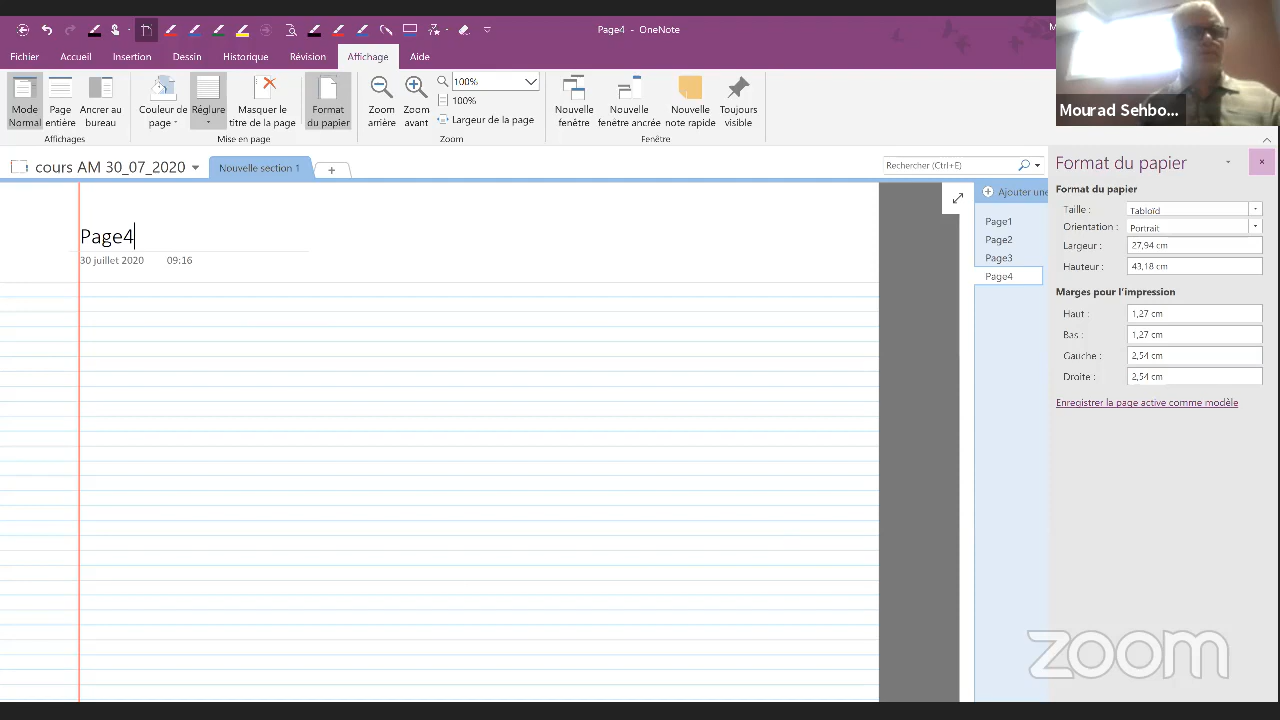 Page4 - OneNote
M
Fichier Accueil Insertion Dessin Historique Révision Affichage Aide
Mode Normal
Page entière
Ancrer au bureau
Couleur de page
Réglure
Masquer le titre de la page
Format du papier
Zoom arrière
Zoom avant
100%
100%
Largeur de la page
Nouvelle fenêtre
Nouvelle fenêtre ancrée
Nouvelle note rapide
Toujours visible
Affichages Mise en page Zoom Fenêtre
Mourad Sehbo...
cours AM 30_07_2020 Nouvelle section 1 +
Rechercher (Ctrl+E)
Page4
30 juillet 2020 09:16
Ajouter une
Page1
Page2
Page3
Page4
Format du papier
Format du papier
Taille : Tabloïd
Orientation : Portrait
Largeur : 27,94 cm
Hauteur : 43,18 cm
Marges pour l'impression
Haut : 1,27 cm
Bas : 1,27 cm
Gauche : 2,54 cm
Droite : 2,54 cm
Enregistrer la page active comme modèle
zoom